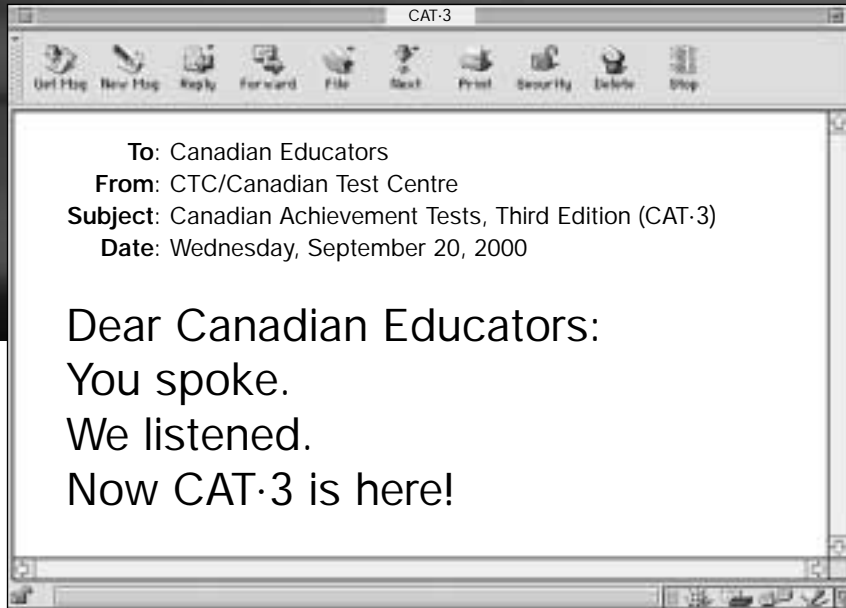 CAT·3
Get Msg New Msg Reply Forward File Next Print Security Delete Stop
To: Canadian Educators
From: CTC/Canadian Test Centre
Subject: Canadian Achievement Tests, Third Edition (CAT·3)
Date: Wednesday, September 20, 2000
Dear Canadian Educators:
You spoke.
We listened.
Now CAT·3 is here!